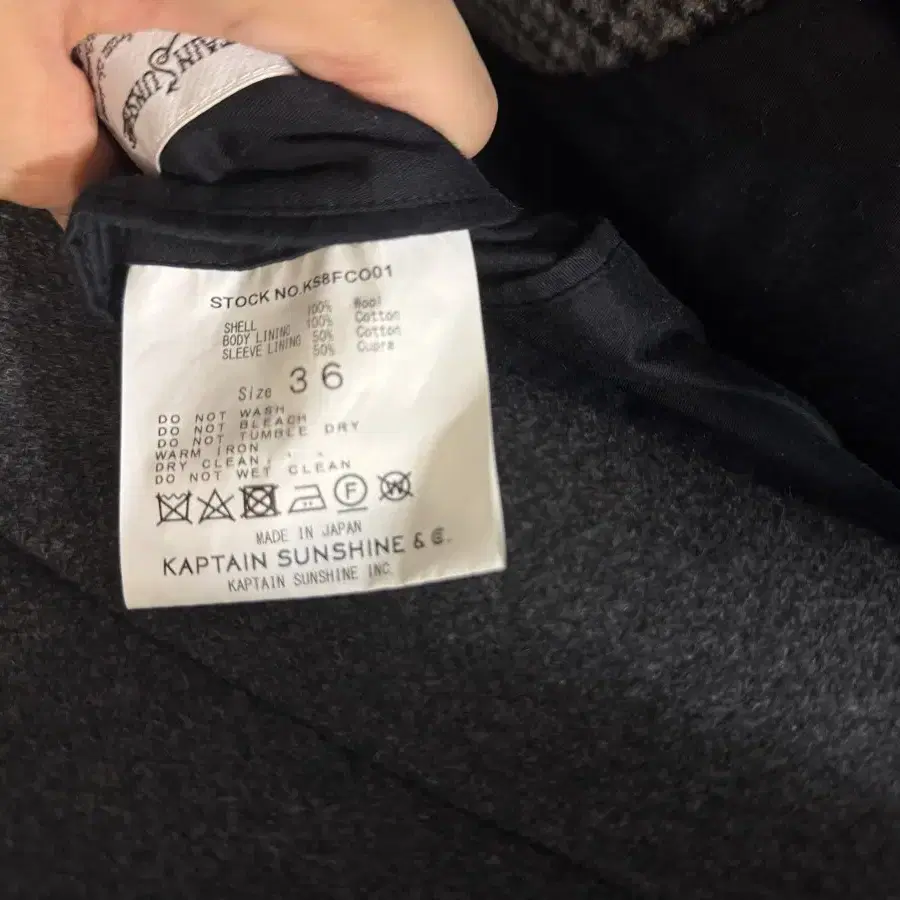 SUNSH
STOCK NO.KS8FCO01
SHELL 100% Wool
BODY LINING 100% Cotton
SLEEVE LINING 50% Cotton
50% Cupra
Size 36
DO NOT WASH
DO NOT BLEACH
DO NOT TUMBLE DRY
WARM IRON
DRY CLEAN
DO NOT WET CLEAN
F W
MADE IN JAPAN
KAPTAIN SUNSHINE & C.
KAPTAIN SUNSHINE INC.